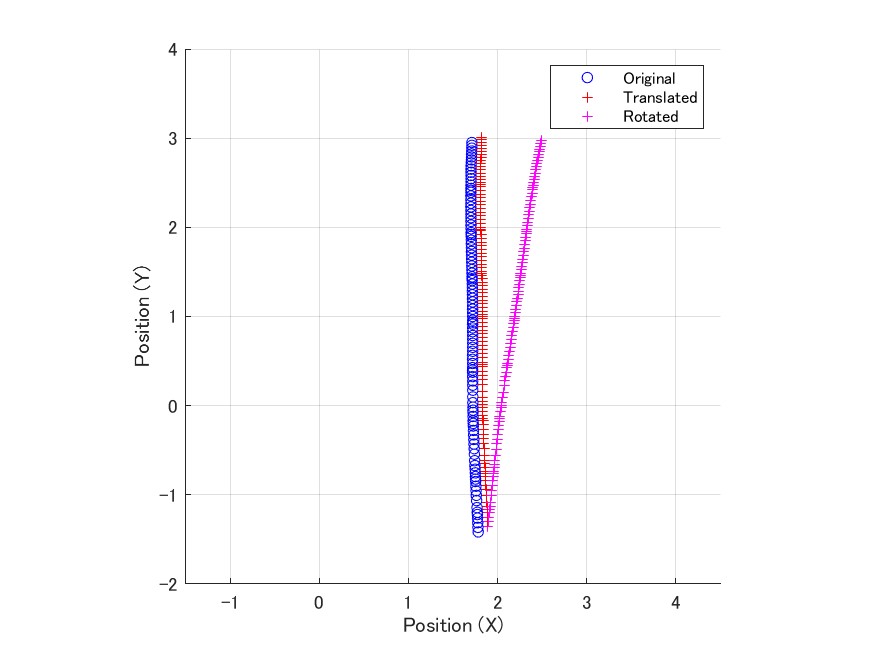 4
3
2
1
0
−1
−2
−1
0
1
2
3
4
Position (X)
Position (Y)
Original
Translated
Rotated